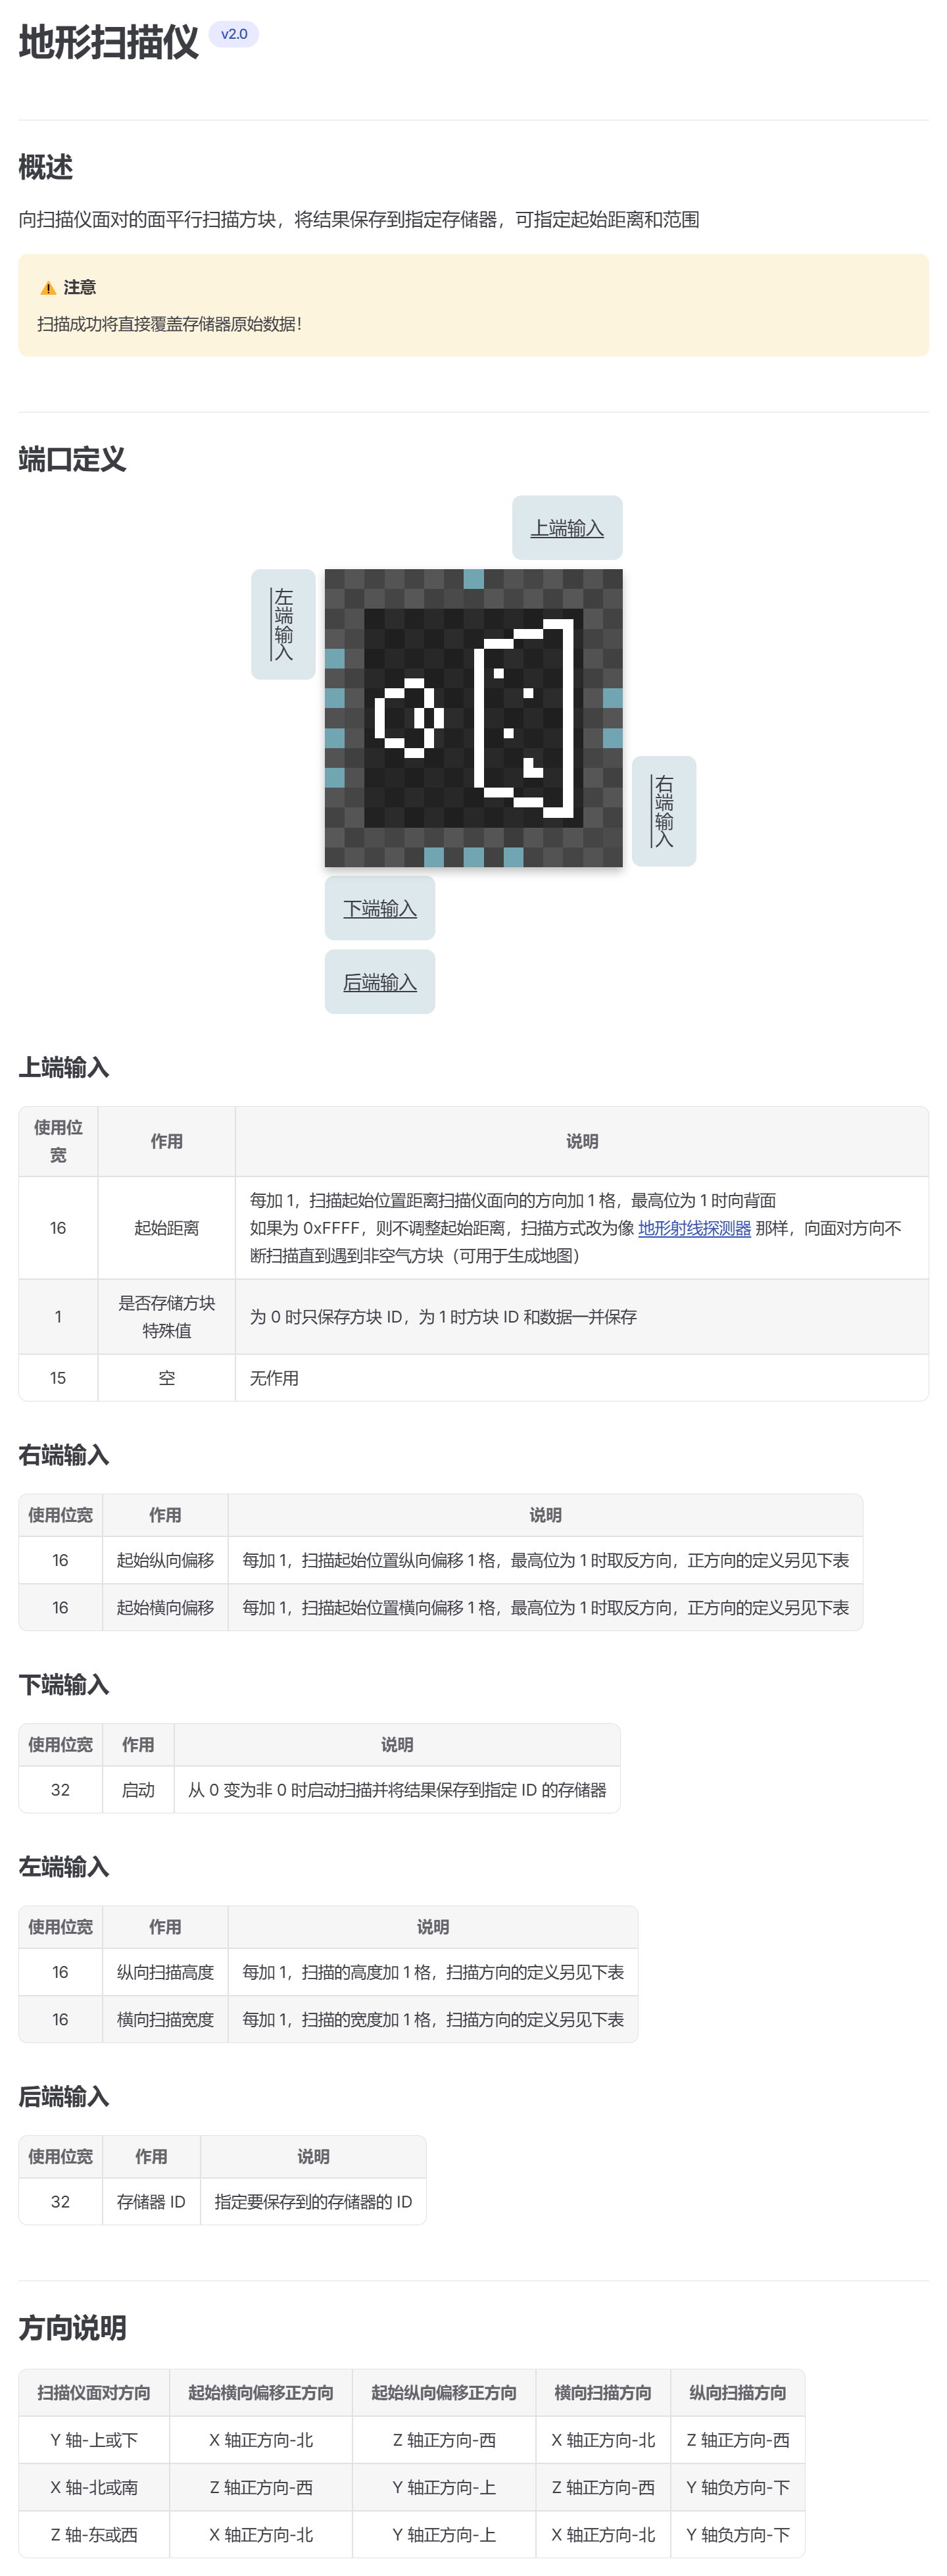 地形扫描仪 v2.0
概述
向扫描仪面对的面平行扫描方块，将结果保存到指定存储器，可指定起始距离和范围
⚠️ 注意
扫描成功将直接覆盖存储器原始数据！
端口定义
上端输入
左端输入
右端输入
下端输入
后端输入
上端输入
使用位宽 作用 说明
16 起始距离 每加 1，扫描起始位置距离扫描仪面向的方向加 1 格，最高位为 1 时向背面
如果为 0xFFFF，则不调整起始距离，扫描方式改为像 地形射线探测器 那样，向面对方向不
断扫描直到遇到非空气方块（可用于生成地图）
1 是否存储方块特殊值 为 0 时只保存方块 ID，为 1 时方块 ID 和数据一并保存
15 空 无作用
右端输入
使用位宽 作用 说明
16 起始纵向偏移 每加 1，扫描起始位置纵向偏移 1 格，最高位为 1 时取反方向，正方向的定义另见下表
16 起始横向偏移 每加 1，扫描起始位置横向偏移 1 格，最高位为 1 时取反方向，正方向的定义另见下表
下端输入
使用位宽 作用 说明
32 启动 从 0 变为非 0 时启动扫描并将结果保存到指定 ID 的存储器
左端输入
使用位宽 作用 说明
16 纵向扫描高度 每加 1，扫描的高度加 1 格，扫描方向的定义另见下表
16 横向扫描宽度 每加 1，扫描的宽度加 1 格，扫描方向的定义另见下表
后端输入
使用位宽 作用 说明
32 存储器 ID 指定要保存到的存储器的 ID
方向说明
扫描仪面对方向 起始横向偏移正方向 起始纵向偏移正方向 横向扫描方向 纵向扫描方向
Y 轴-上或下 X 轴正方向-北 Z 轴正方向-西 X 轴正方向-北 Z 轴正方向-西
X 轴-北或南 Z 轴正方向-西 Y 轴正方向-上 Z 轴正方向-西 Y 轴负方向-下
Z 轴-东或西 X 轴正方向-北 Y 轴正方向-上 X 轴正方向-北 Y 轴负方向-下